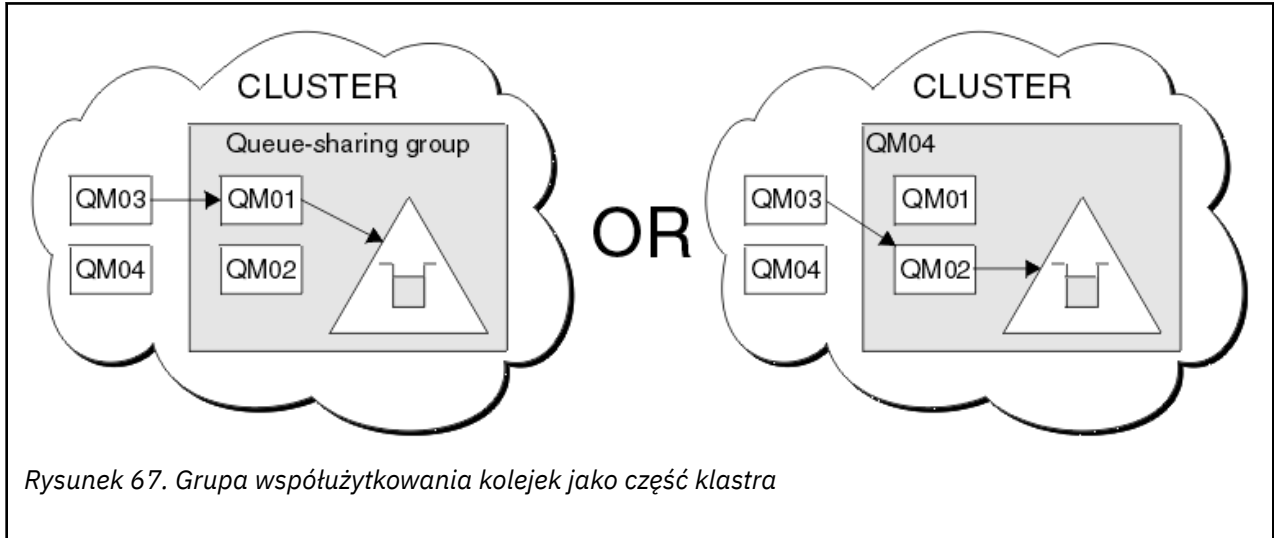 CLUSTER
Queue-sharing group
QM03
QM01
QM04
QM02
OR
CLUSTER
QM04
QM03
QM01
QM04
QM02
Rysunek 67. Grupa współużytkowania kolejek jako część klastra